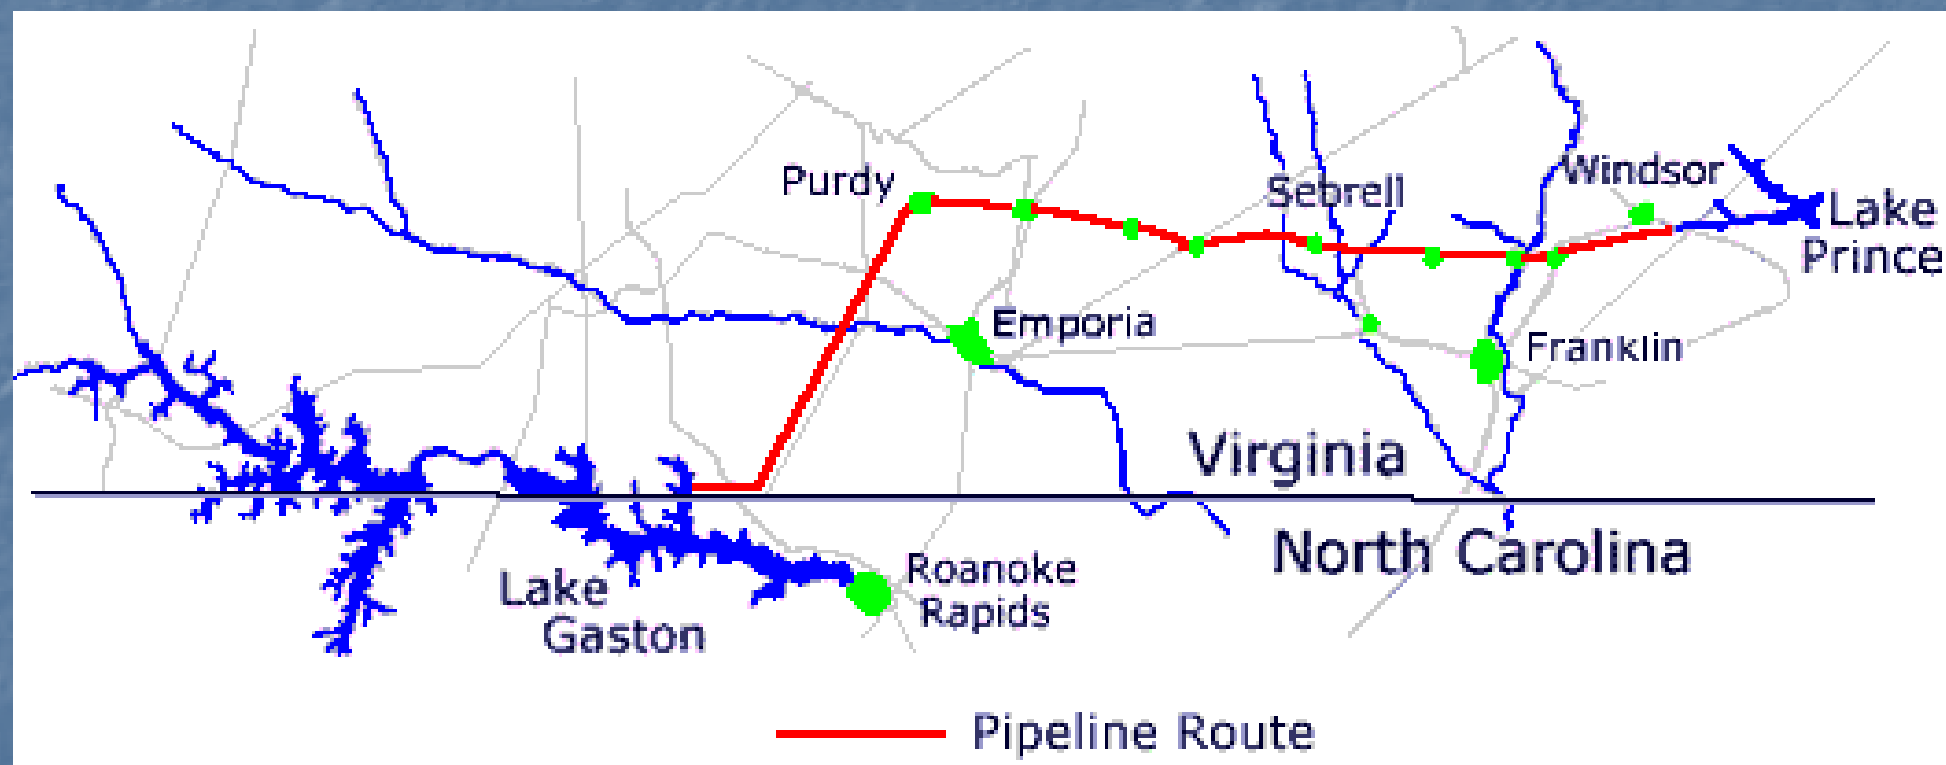 Purdy
Sebrell
Windsor
Lake
Prince
Emporia
Franklin
Virginia
North Carolina
Lake
Gaston
Roanoke
Rapids
Pipeline Route